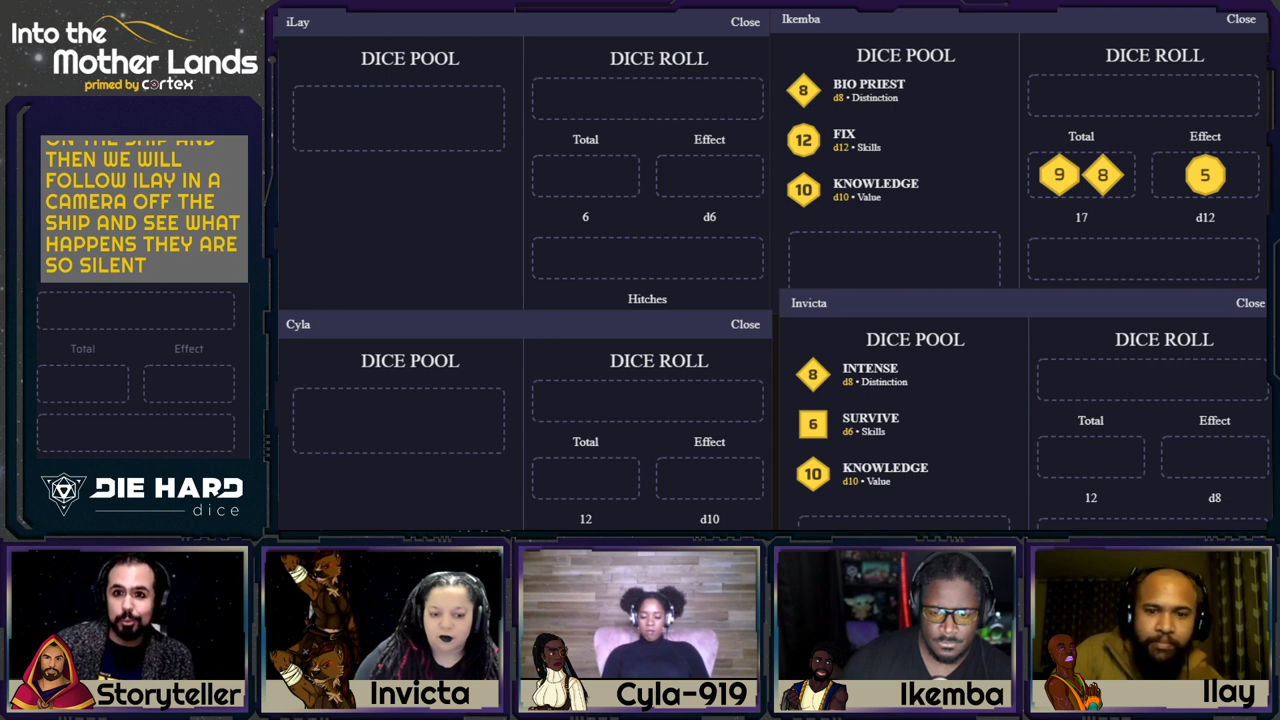 Into the
Mother Lands
primed by cortex
ON THE SHIP AND
THEN WE WILL
FOLLOW ILAY IN A
CAMERA OFF THE
SHIP AND SEE WHAT
HAPPENS THEY ARE
SO SILENT
Total Effect
DIE HARD
dice
iLay Close
DICE POOL DICE ROLL
Total Effect
6 d6
Hitches
Ikemba Close
DICE POOL DICE ROLL
8 BIO PRIEST
d8 • Distinction
12 FIX
d12 • Skills
10 KNOWLEDGE
d10 • Value
Total Effect
9 8 5
17 d12
Cyla Close
DICE POOL DICE ROLL
Total Effect
12 d10
Invicta Close
DICE POOL DICE ROLL
8 INTENSE
d8 • Distinction
6 SURVIVE
d6 • Skills
10 KNOWLEDGE
d10 • Value
Total Effect
12 d8
Storyteller
Invicta
Cyla-919
Ikemba
Ilay